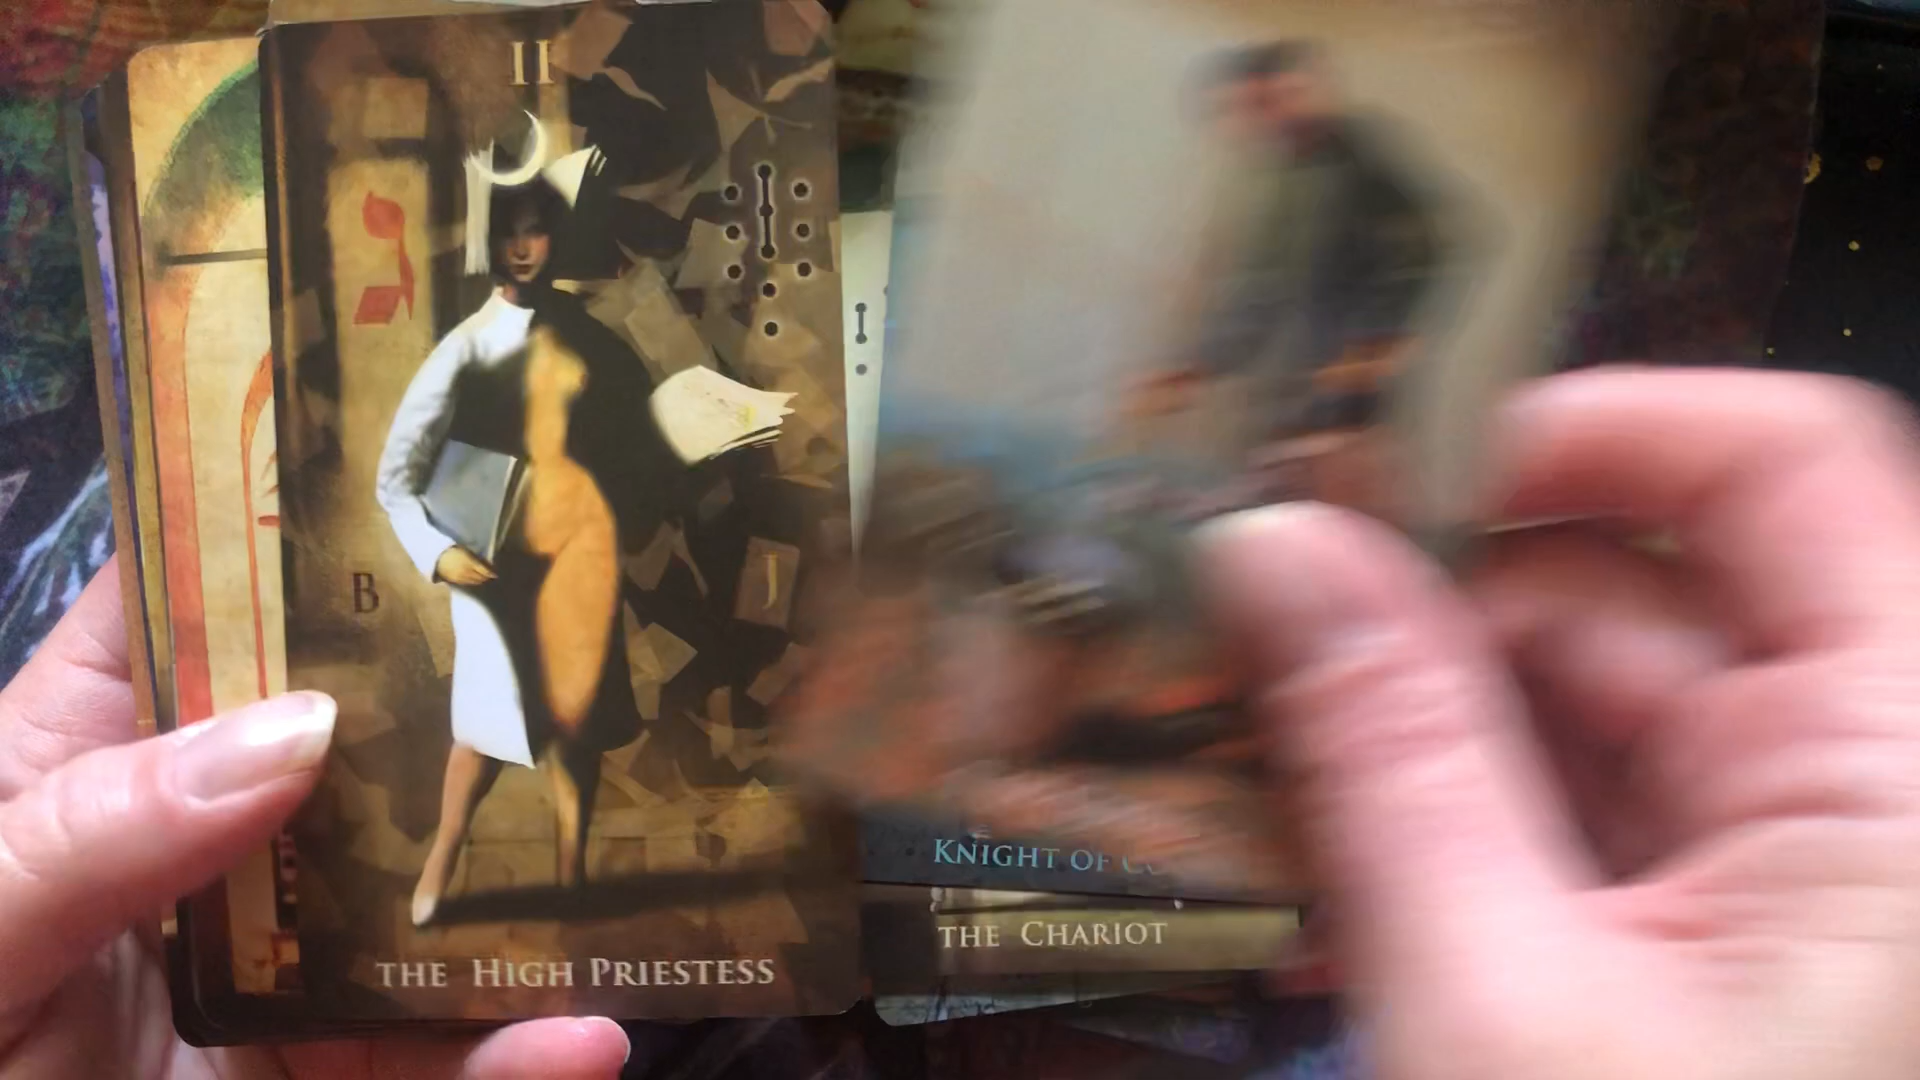 II
ג
B
J
THE HIGH PRIESTESS
KNIGHT OF
THE CHARIOT